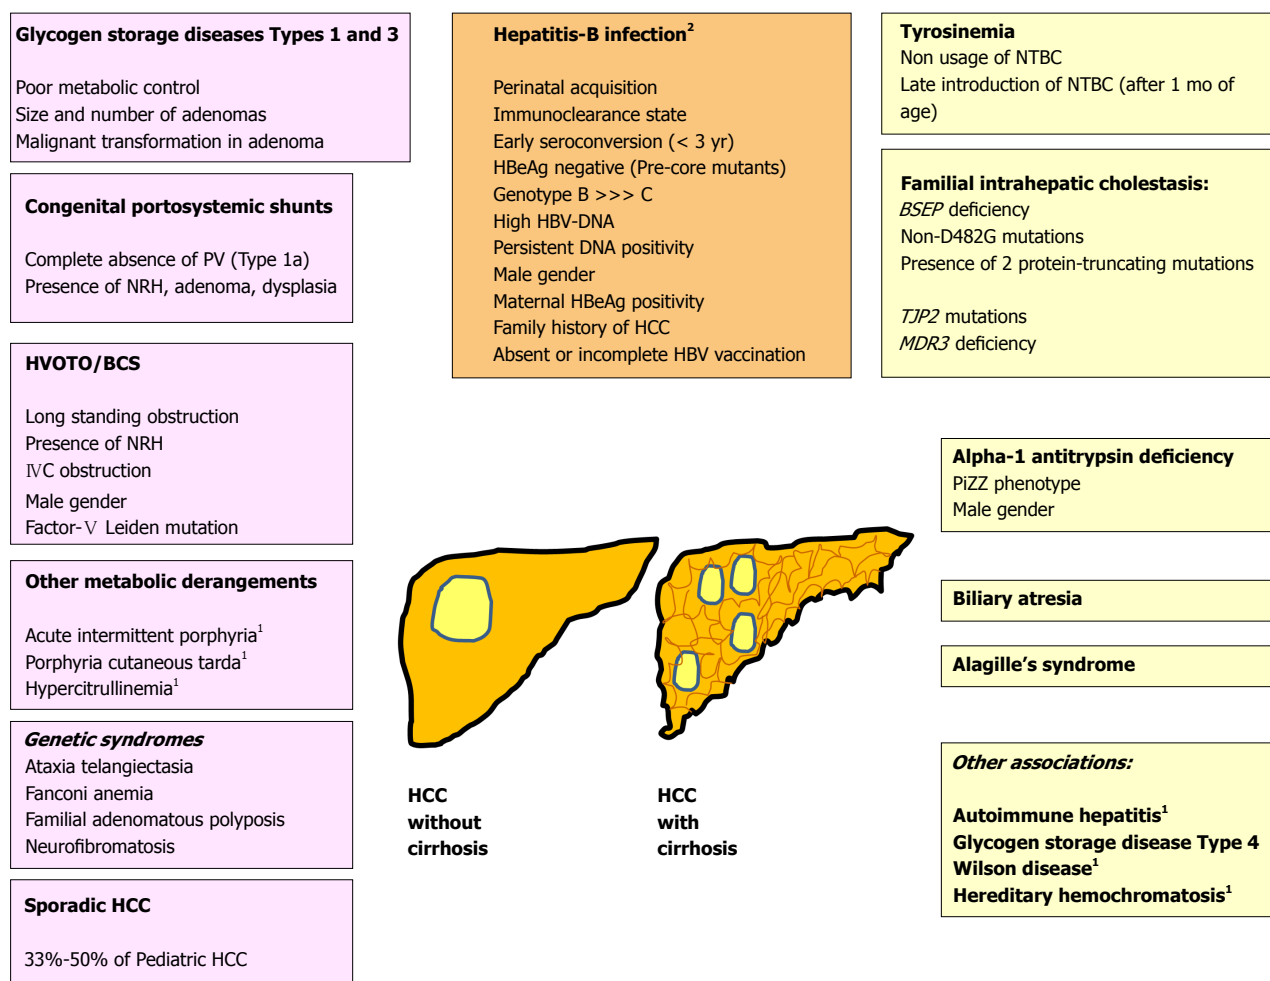 Glycogen storage diseases Types 1 and 3
Poor metabolic control
Size and number of adenomas
Malignant transformation in adenoma
Congenital portosystemic shunts
Complete absence of PV (Type 1a)
Presence of NRH, adenoma, dysplasia
HVOTO/BCS
Long standing obstruction
Presence of NRH
ⅣC obstruction
Male gender
Factor-Ⅴ Leiden mutation
Other metabolic derangements
Acute intermittent porphyria¹
Porphyria cutaneous tarda¹
Hypercitrullinemia¹
Genetic syndromes
Ataxia telangiectasia
Fanconi anemia
Familial adenomatous polyposis
Neurofibromatosis
Sporadic HCC
33%-50% of Pediatric HCC
Hepatitis-B infection²
Perinatal acquisition
Immunoclearance state
Early seroconversion (< 3 yr)
HBeAg negative (Pre-core mutants)
Genotype B >>> C
High HBV-DNA
Persistent DNA positivity
Male gender
Maternal HBeAg positivity
Family history of HCC
Absent or incomplete HBV vaccination
HCC
without
cirrhosis
HCC
with
cirrhosis
Tyrosinemia
Non usage of NTBC
Late introduction of NTBC (after 1 mo of
age)
Familial intrahepatic cholestasis:
BSEP deficiency
Non-D482G mutations
Presence of 2 protein-truncating mutations
TJP2 mutations
MDR3 deficiency
Alpha-1 antitrypsin deficiency
PiZZ phenotype
Male gender
Biliary atresia
Alagille's syndrome
Other associations:
Autoimmune hepatitis¹
Glycogen storage disease Type 4
Wilson disease¹
Hereditary hemochromatosis¹